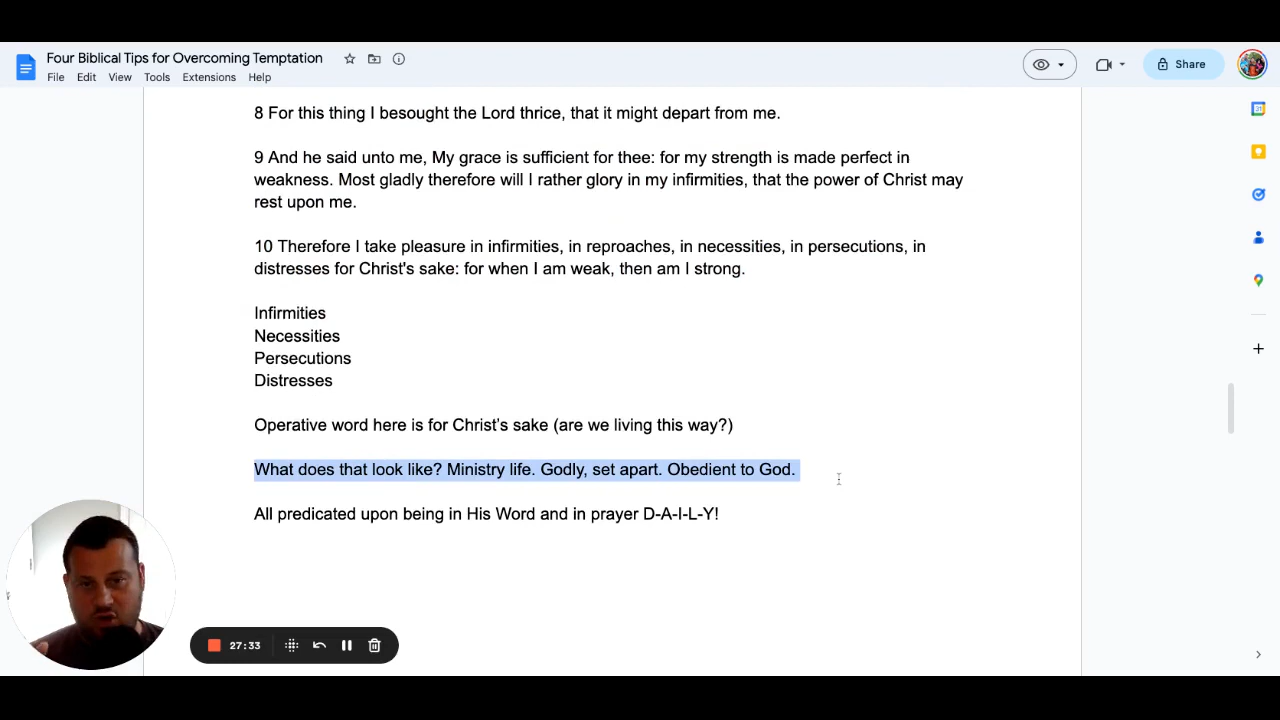 Four Biblical Tips for Overcoming Temptation
File Edit View Tools Extensions Help
Share
8 For this thing I besought the Lord thrice, that it might depart from me.
9 And he said unto me, My grace is sufficient for thee: for my strength is made perfect in
weakness. Most gladly therefore will I rather glory in my infirmities, that the power of Christ may
rest upon me.
10 Therefore I take pleasure in infirmities, in reproaches, in necessities, in persecutions, in
distresses for Christ's sake: for when I am weak, then am I strong.
Infirmities
Necessities
Persecutions
Distresses
Operative word here is for Christ's sake (are we living this way?)
What does that look like? Ministry life. Godly, set apart. Obedient to God.
All predicated upon being in His Word and in prayer D-A-I-L-Y!
27:33